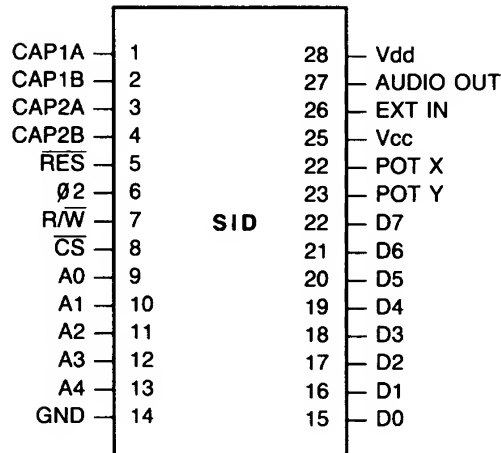 CAP1A 1 28 Vdd
CAP1B 2 27 AUDIO OUT
CAP2A 3 26 EXT IN
CAP2B 4 25 Vcc
R̅E̅S̅ 5 22 POT X
Ø2 6 23 POT Y
R/W̅ 7 SID 22 D7
C̅S̅ 8 21 D6
A0 9 20 D5
A1 10 19 D4
A2 11 18 D3
A3 12 17 D2
A4 13 16 D1
GND 14 15 D0